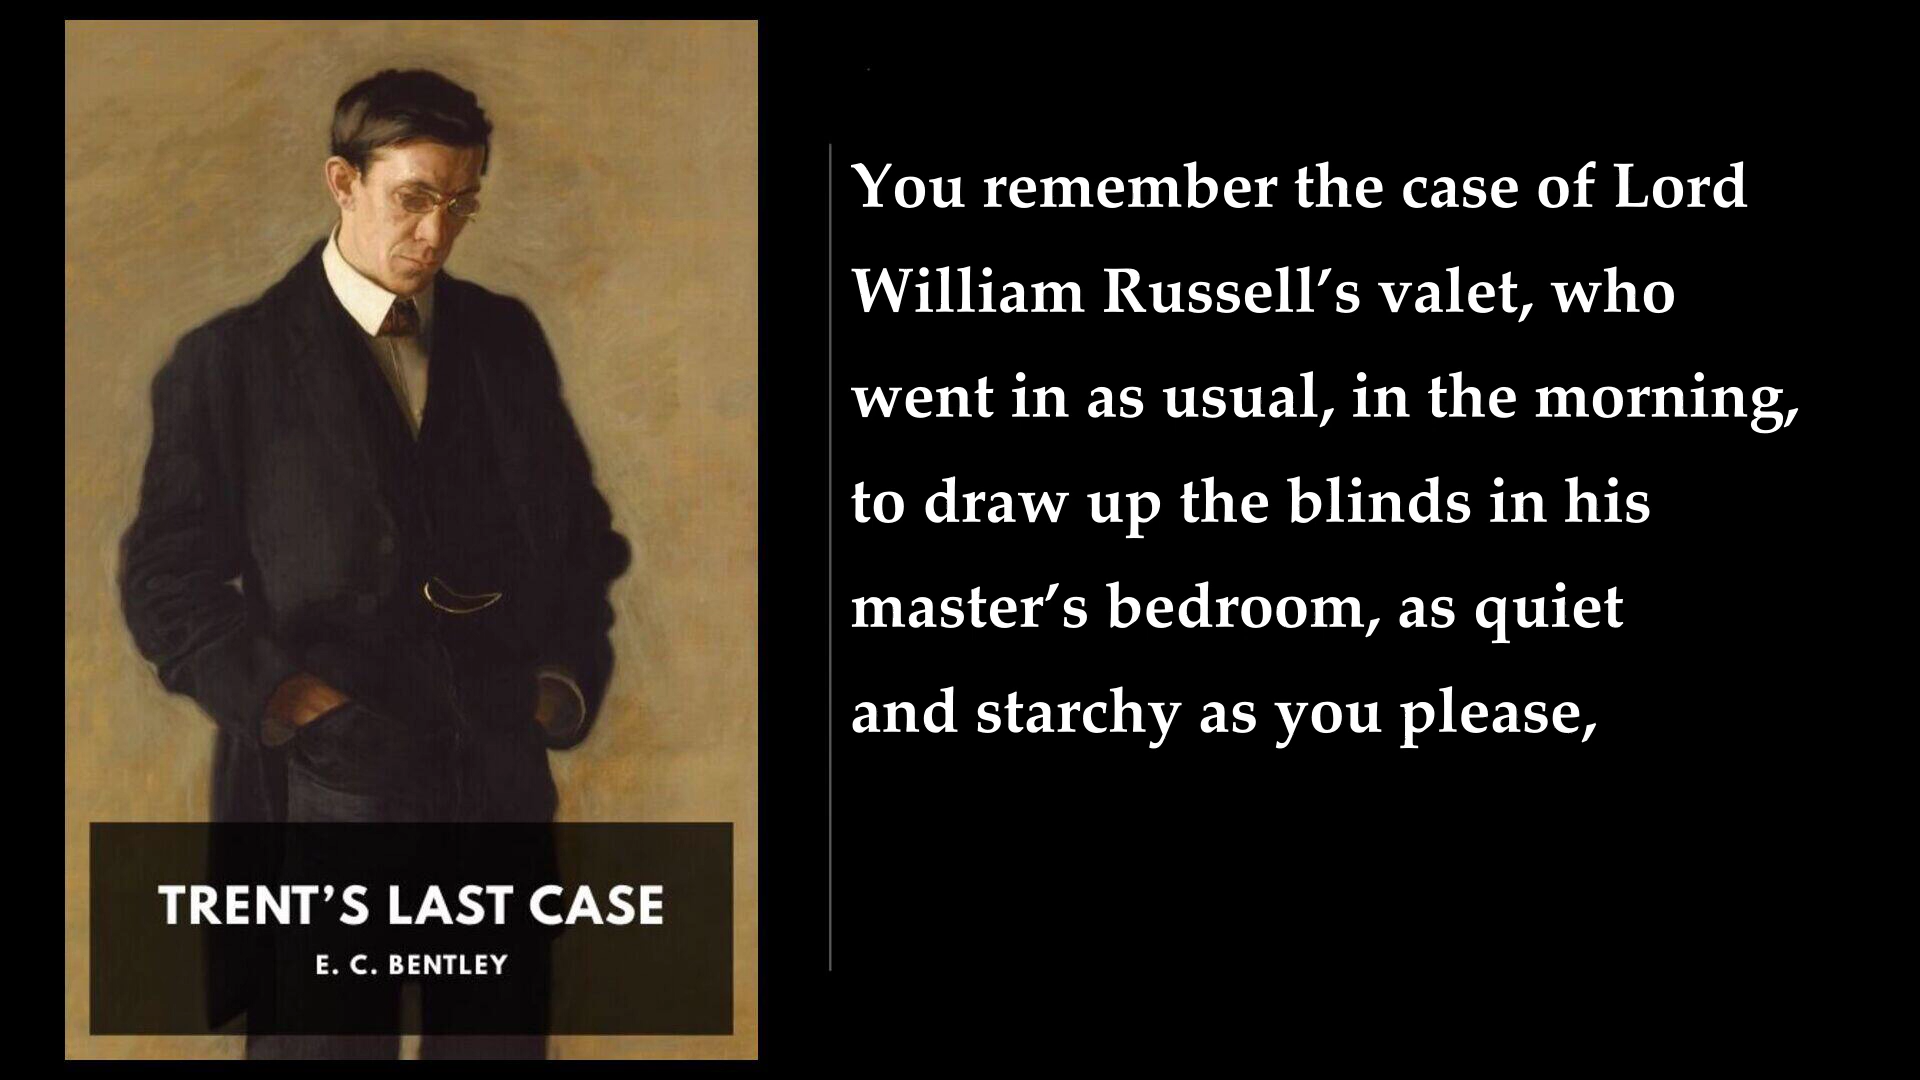 You remember the case of Lord
William Russell’s valet, who
went in as usual, in the morning,
to draw up the blinds in his
master’s bedroom, as quiet
and starchy as you please,
TRENT’S LAST CASE
E. C. BENTLEY